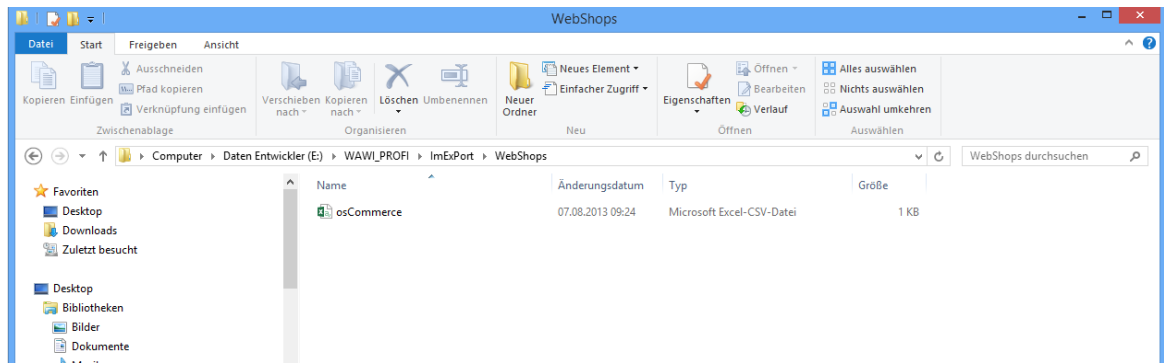 WebShops
Datei Start Freigeben Ansicht
Kopieren Einfügen Ausschneiden Pfad kopieren Verknüpfung einfügen
Zwischenablage
Verschieben nach Kopieren nach Löschen Umbenennen
Organisieren
Neuer Ordner Neues Element Einfacher Zugriff
Neu
Eigenschaften Öffnen Bearbeiten Verlauf
Öffnen
Alles auswählen Nichts auswählen Auswahl umkehren
Auswählen
Computer Daten Entwickler (E:) WAWI_PROFI ImExPort WebShops
WebShops durchsuchen
Favoriten
Desktop
Downloads
Zuletzt besucht
Desktop
Bibliotheken
Bilder
Dokumente
Name Änderungsdatum Typ Größe
osCommerce 07.08.2013 09:24 Microsoft Excel-CSV-Datei 1 KB